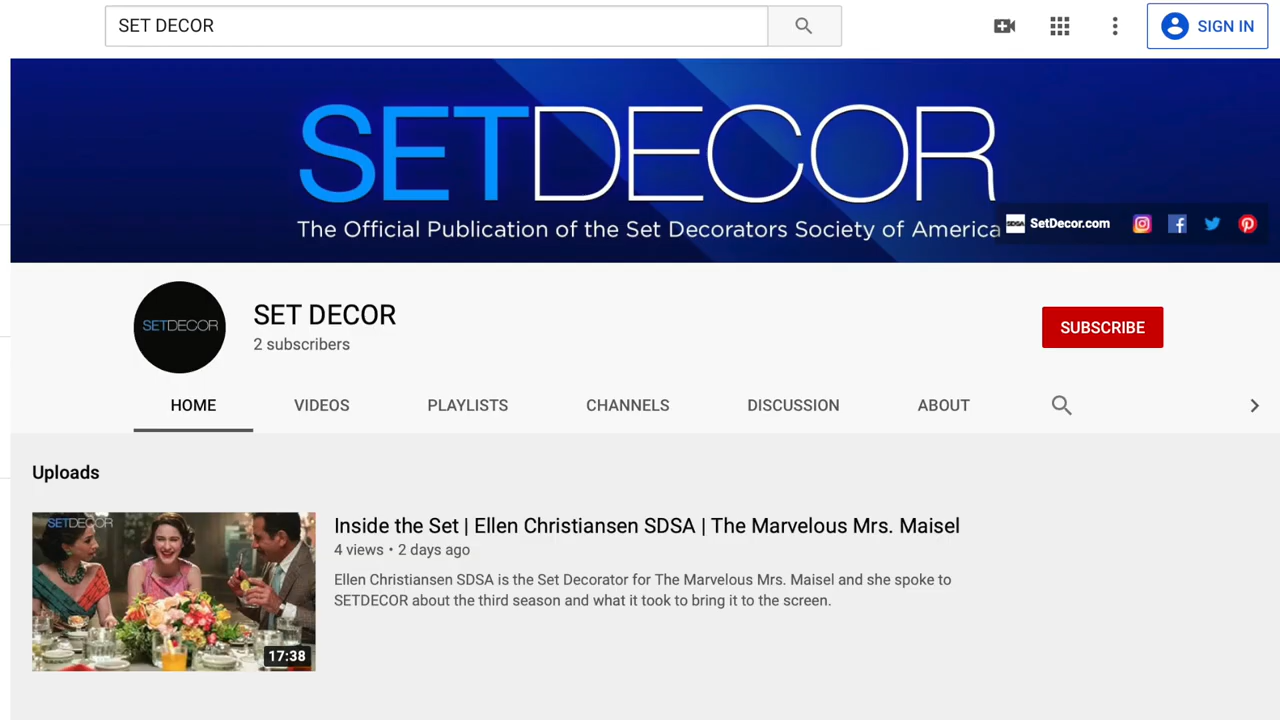 SET DECOR
SIGN IN
SETDECOR
The Official Publication of the Set Decorators Society of America
SDSA SetDecor.com
SETDECOR
SET DECOR
2 subscribers
SUBSCRIBE
HOME VIDEOS PLAYLISTS CHANNELS DISCUSSION ABOUT
Uploads
SETDECOR
Inside the Set | Ellen Christiansen SDSA | The Marvelous Mrs. Maisel
4 views • 2 days ago
Ellen Christiansen SDSA is the Set Decorator for The Marvelous Mrs. Maisel and she spoke to
SETDECOR about the third season and what it took to bring it to the screen.
17:38